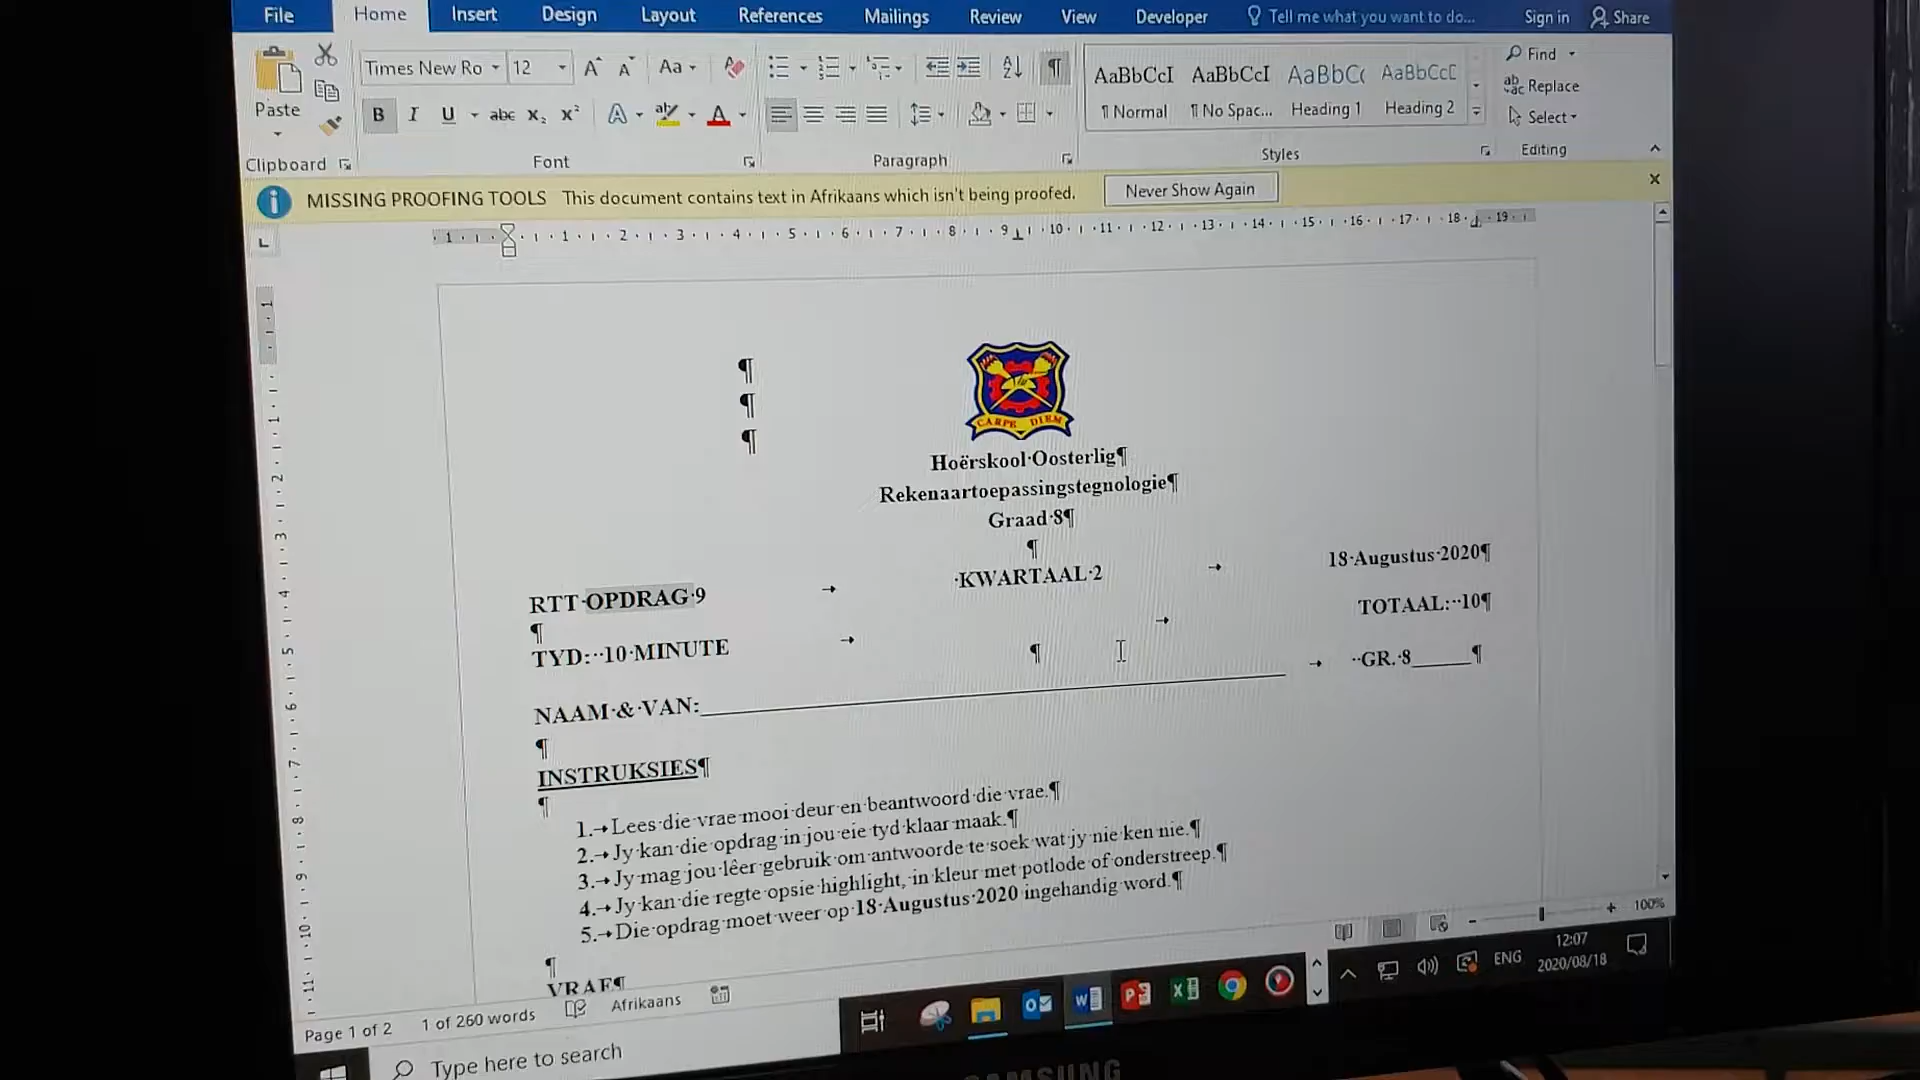 File Home Insert Design Layout References Mailings Review View Developer Tell me what you want to do... Sign in Share
Times New Ro 12 Aa
Find
Replace
Select
Paste
B I U abc X₂ X² A
AaBbCcI AaBbCcI AaBbC( AaBbCcE
¶ Normal ¶ No Spac... Heading 1 Heading 2
Clipboard Font Paragraph Styles Editing
MISSING PROOFING TOOLS This document contains text in Afrikaans which isn't being proofed. Never Show Again
CARPE DIEM
Hoërskool·Oosterlig¶
Rekenaartoepassingstegnologie¶
Graad·8¶
RTT·OPDRAG·9 → ·KWARTAAL·2 → 18·Augustus·2020¶
TYD:··10·MINUTE → → TOTAAL:··10¶
NAAM·&·VAN:__________ → ··GR.·8_____¶
INSTRUKSIES¶
1.→Lees·die·vrae·mooi·deur·en·beantwoord·die·vrae.¶
2.→Jy·kan·die·opdrag·in·jou·eie·tyd·klaar·maak.¶
3.→Jy·mag·jou·lêer·gebruik·om·antwoorde·te·soek·wat·jy·nie·ken·nie.¶
4.→Jy·kan·die·regte·opsie·highlight,·in·kleur·met·potlode·of·onderstreep.¶
5.→Die·opdrag·moet·weer·op·18·Augustus·2020·ingehandig·word.¶
VRAE¶
100%
Page 1 of 2 1 of 260 words Afrikaans
Type here to search
ENG
12:07
2020/08/18
SAMSUNG